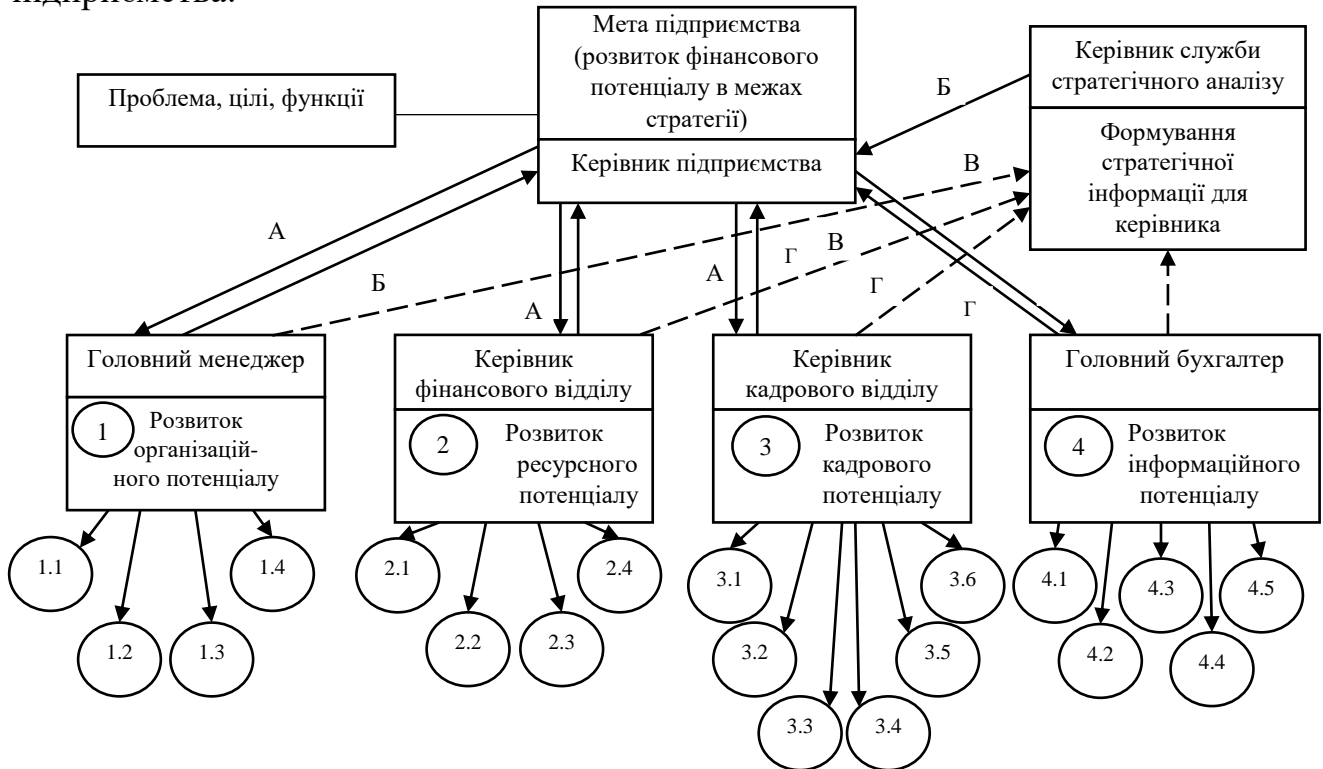 підприємства.
Мета підприємства
(розвиток фінансового
потенціалу в межах
стратегії)
Керівник підприємства
Проблема, цілі, функції
Керівник служби
стратегічного аналізу
Формування
стратегічної
інформації для
керівника
Б
В
А
Г
В
Б
А
Г
А
Г
Головний менеджер
1
Розвиток
організацій-
ного потенціалу
Керівник
фінансового відділу
2
Розвиток
ресурсного
потенціалу
Керівник
кадрового відділу
3
Розвиток
кадрового
потенціалу
Головний бухгалтер
4
Розвиток
інформаційного
потенціалу
1.1
1.2
1.3
1.4
2.1
2.2
2.3
2.4
3.1
3.2
3.3
3.4
3.5
3.6
4.1
4.2
4.3
4.4
4.5